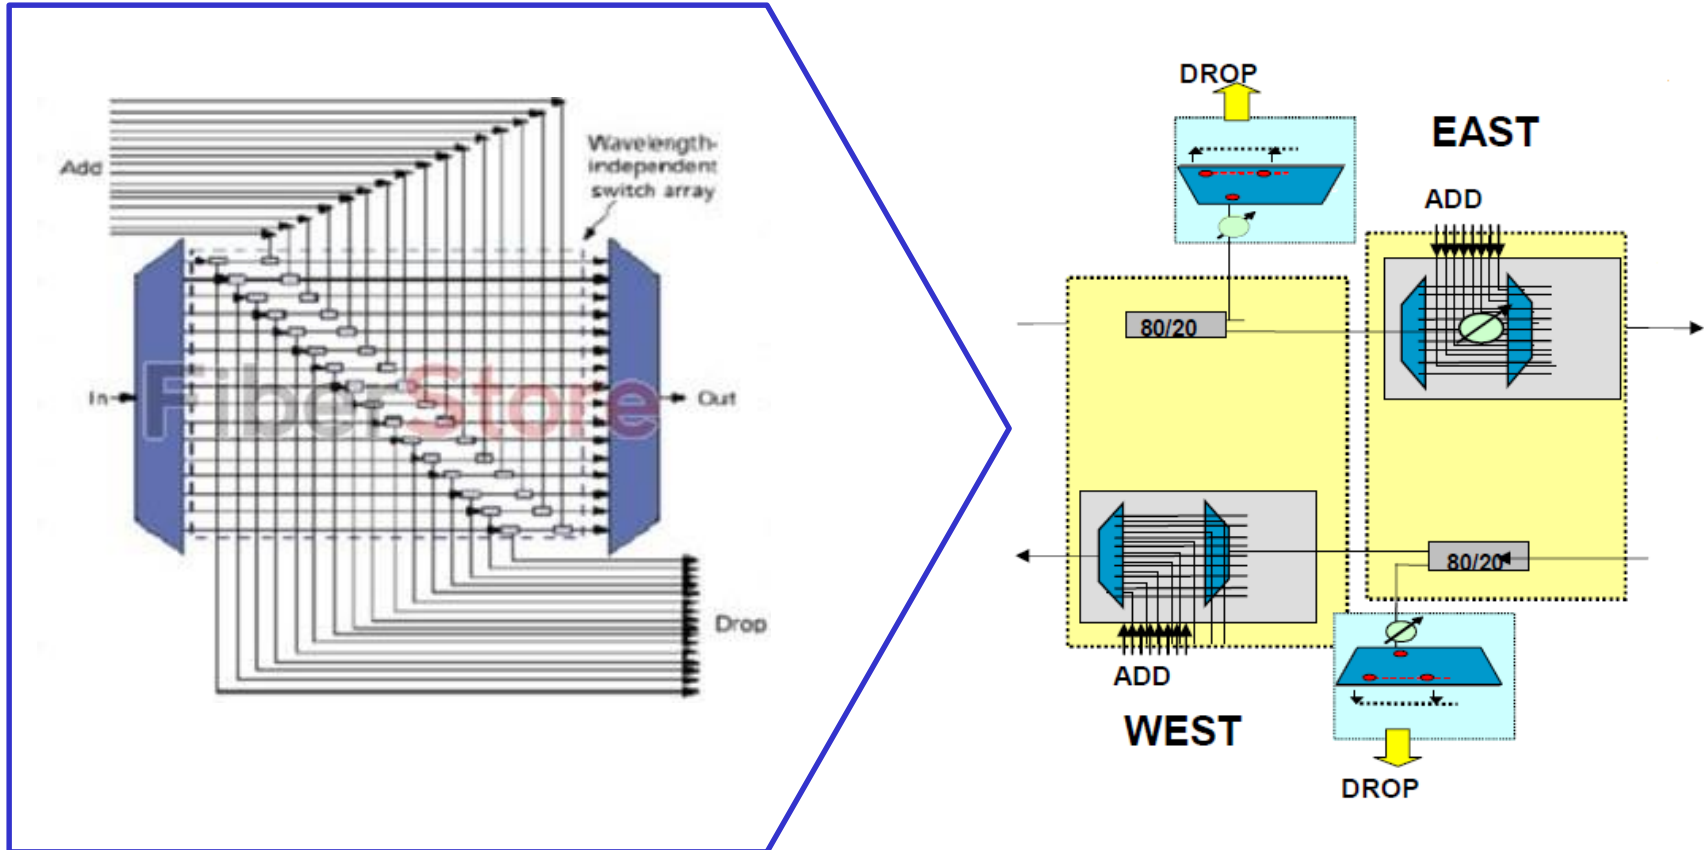 Add
Wavelength-
independent
switch array
In
FiberStore
Out
Drop
DROP
EAST
ADD
80/20
80/20
ADD
WEST
DROP